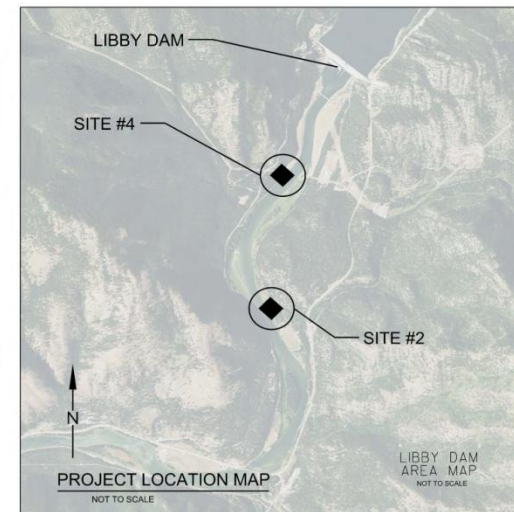 LIBBY DAM
SITE #4
SITE #2
N
PROJECT LOCATION MAP
NOT TO SCALE
LIBBY DAM
AREA MAP
NOT TO SCALE